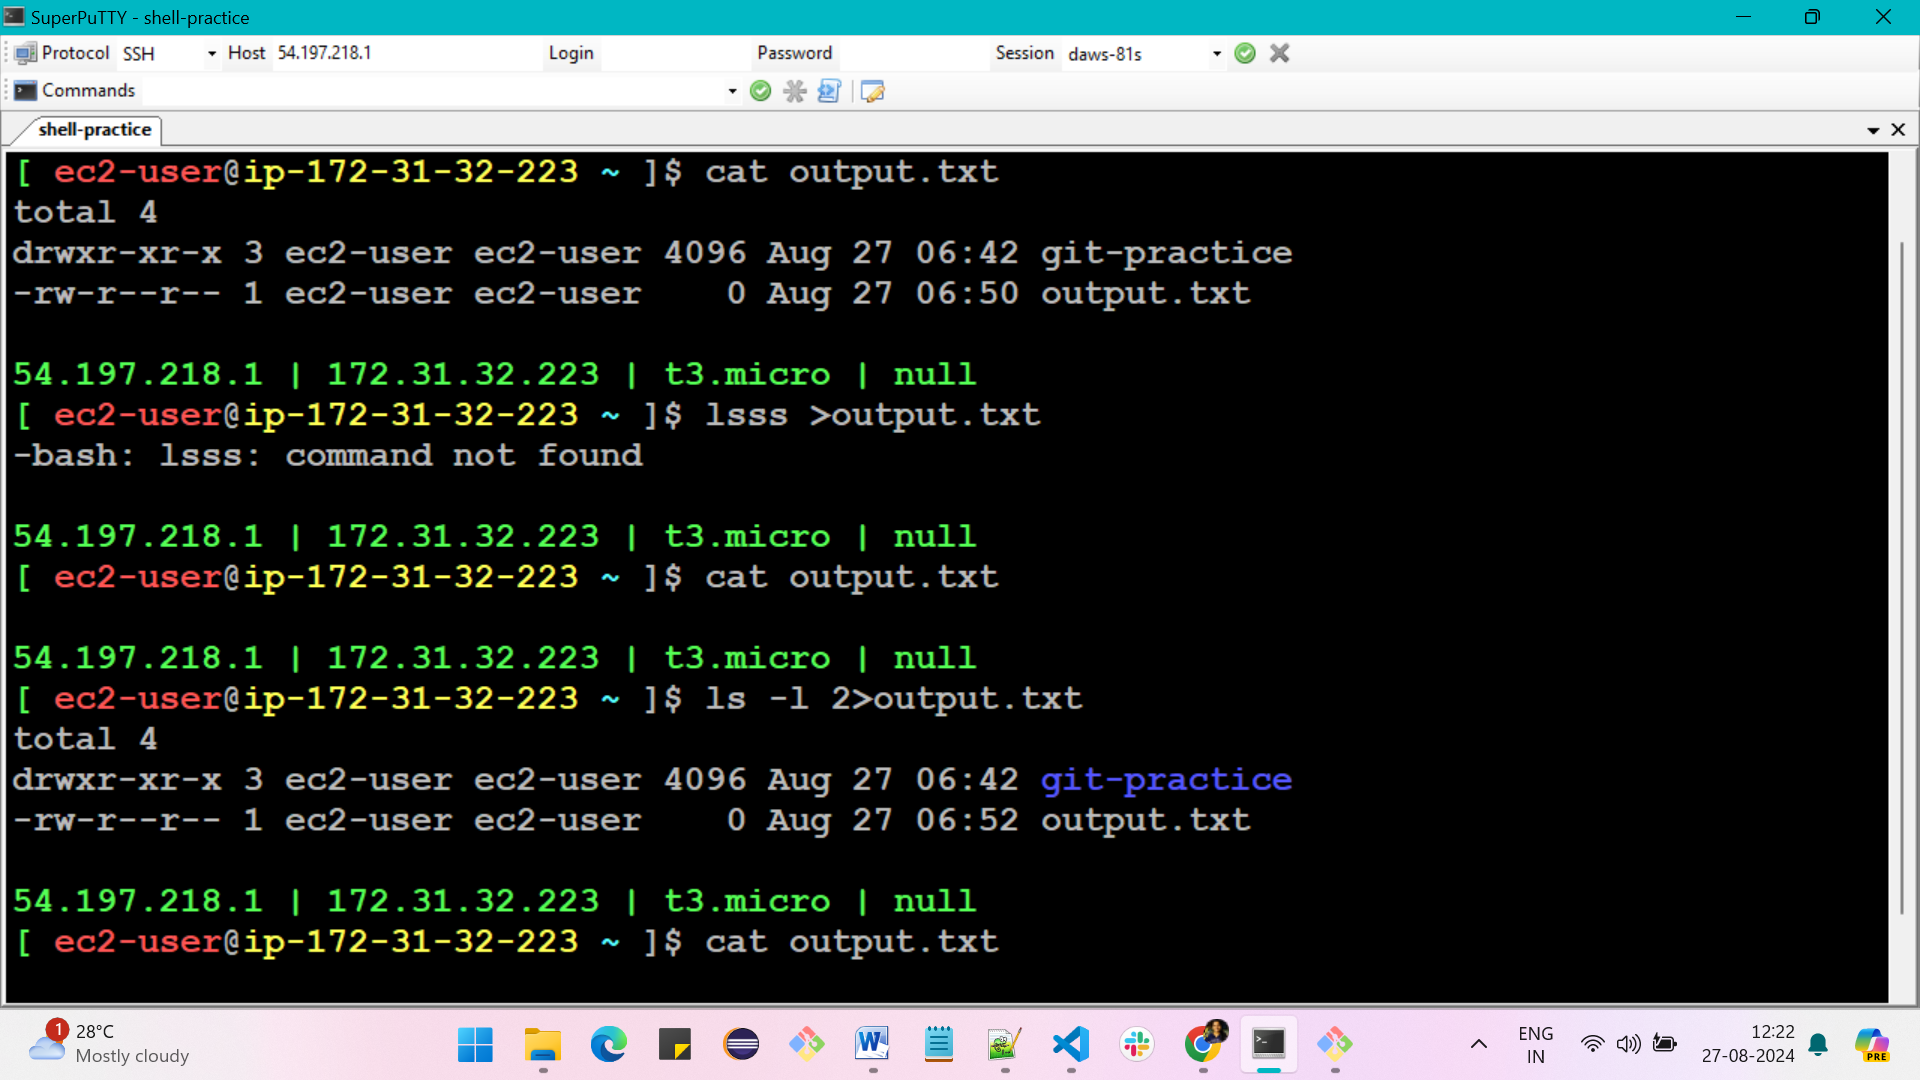 SuperPuTTY - shell-practice
Protocol SSH Host 54.197.218.1 Login Password Session daws-81s
Commands
shell-practice
[ ec2-user@ip-172-31-32-223 ~ ]$ cat output.txt
total 4
drwxr-xr-x 3 ec2-user ec2-user 4096 Aug 27 06:42 git-practice
-rw-r--r-- 1 ec2-user ec2-user    0 Aug 27 06:50 output.txt
54.197.218.1 | 172.31.32.223 | t3.micro | null
[ ec2-user@ip-172-31-32-223 ~ ]$ lsss >output.txt
-bash: lsss: command not found
54.197.218.1 | 172.31.32.223 | t3.micro | null
[ ec2-user@ip-172-31-32-223 ~ ]$ cat output.txt
54.197.218.1 | 172.31.32.223 | t3.micro | null
[ ec2-user@ip-172-31-32-223 ~ ]$ ls -l 2>output.txt
total 4
drwxr-xr-x 3 ec2-user ec2-user 4096 Aug 27 06:42 git-practice
-rw-r--r-- 1 ec2-user ec2-user    0 Aug 27 06:52 output.txt
54.197.218.1 | 172.31.32.223 | t3.micro | null
[ ec2-user@ip-172-31-32-223 ~ ]$ cat output.txt
1 28°C
Mostly cloudy
W
ENG
IN
12:22
27-08-2024
PRE